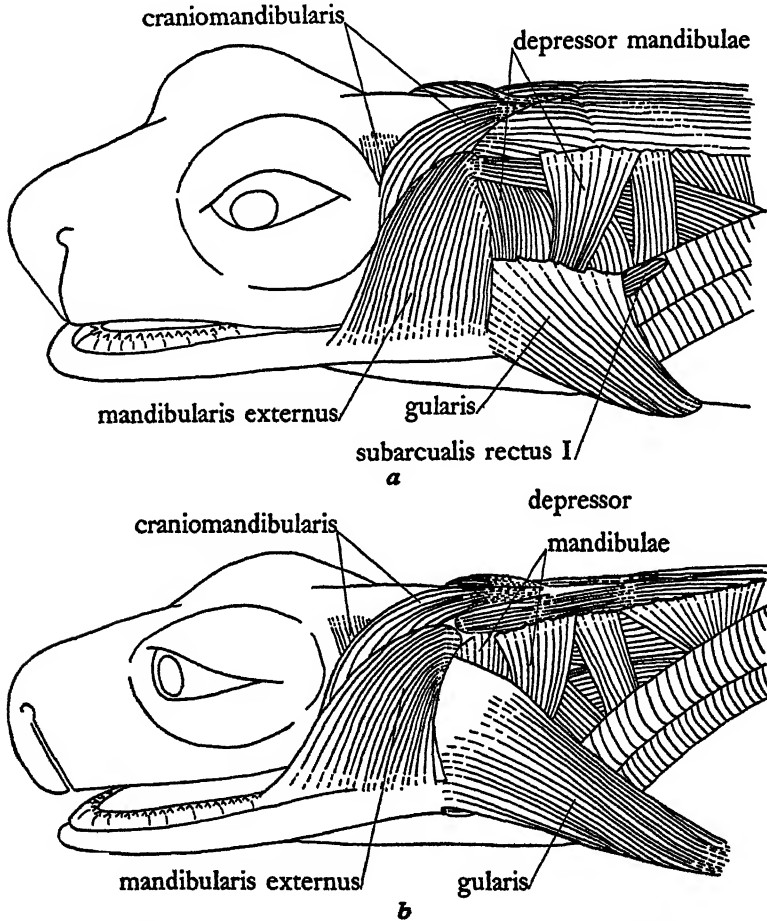 craniomandibularis
depressor mandibulae
mandibularis externus
gularis
subarcualis rectus I
a
depressor
craniomandibularis
mandibulae
mandibularis externus
gularis
b